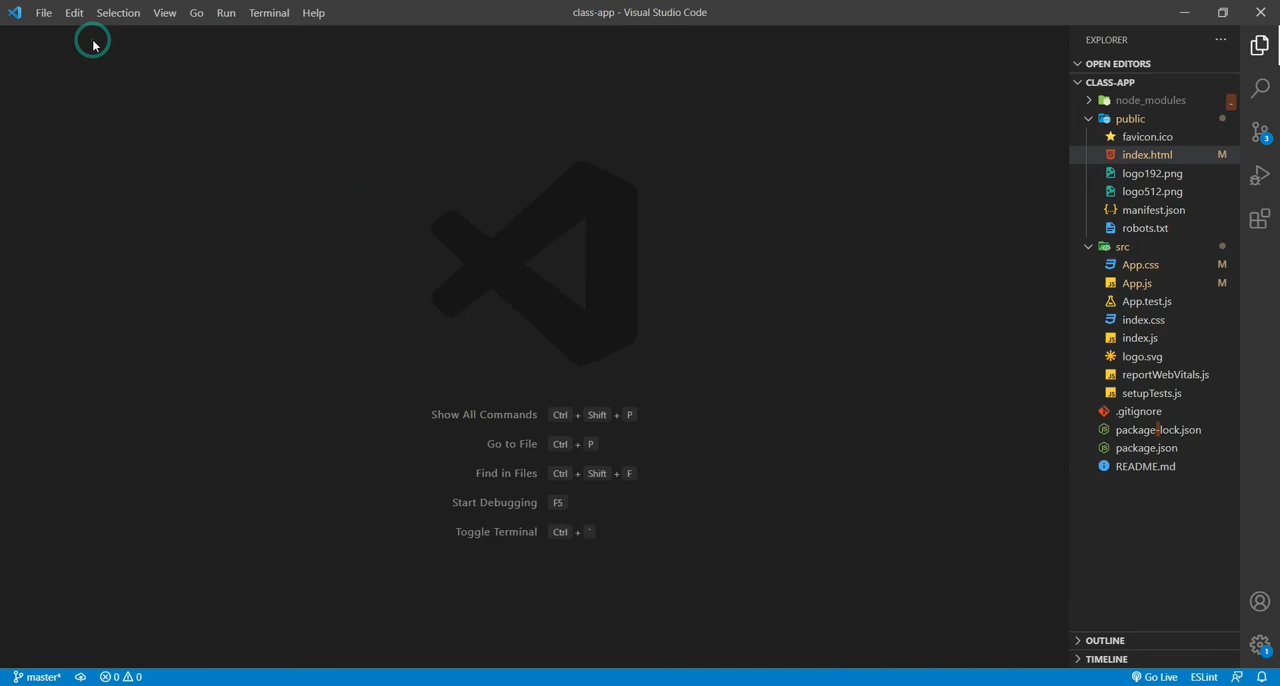 File Edit Selection View Go Run Terminal Help
class-app - Visual Studio Code
EXPLORER
OPEN EDITORS
CLASS-APP
node_modules
public
favicon.ico
index.html M
logo192.png
logo512.png
manifest.json
robots.txt
src
App.css M
App.js M
App.test.js
index.css
index.js
logo.svg
reportWebVitals.js
setupTests.js
.gitignore
package-lock.json
package.json
README.md
3
Show All Commands Ctrl + Shift + P
Go to File Ctrl + P
Find in Files Ctrl + Shift + F
Start Debugging F5
Toggle Terminal Ctrl + `
OUTLINE
TIMELINE
1
master* 0 0
Go Live ESLint